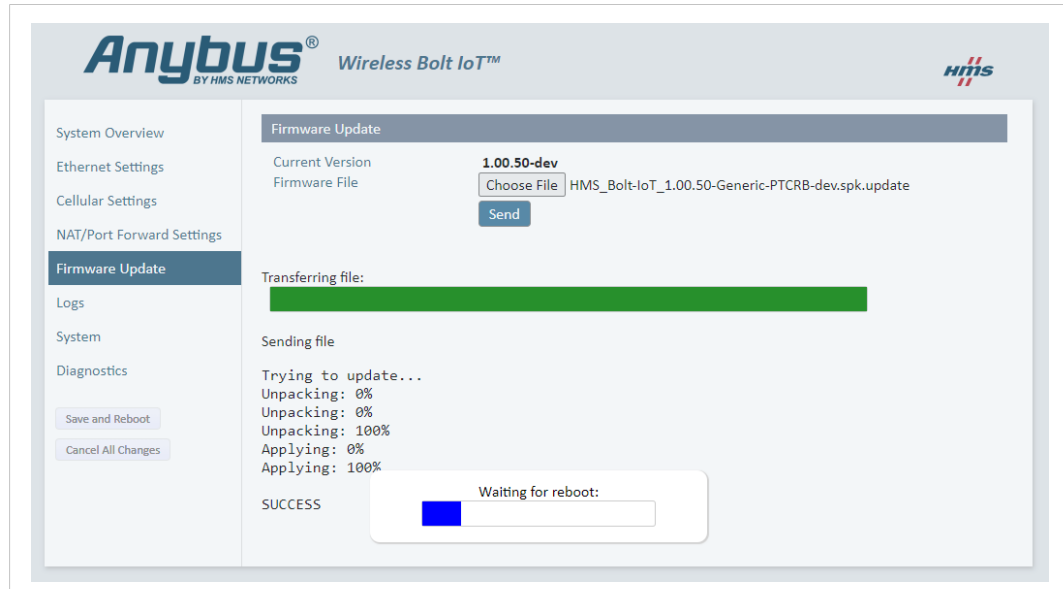 Anybus®
BY HMS NETWORKS
Wireless Bolt IoT™
HMS
System Overview
Ethernet Settings
Cellular Settings
NAT/Port Forward Settings
Firmware Update
Logs
System
Diagnostics
Save and Reboot
Cancel All Changes
Firmware Update
Current Version 1.00.50-dev
Firmware File Choose File HMS_Bolt-IoT_1.00.50-Generic-PTCRB-dev.spk.update
Send
Transferring file:
Sending file
Trying to update...
Unpacking: 0%
Unpacking: 0%
Unpacking: 100%
Applying: 0%
Applying: 100%
SUCCESS
Waiting for reboot: